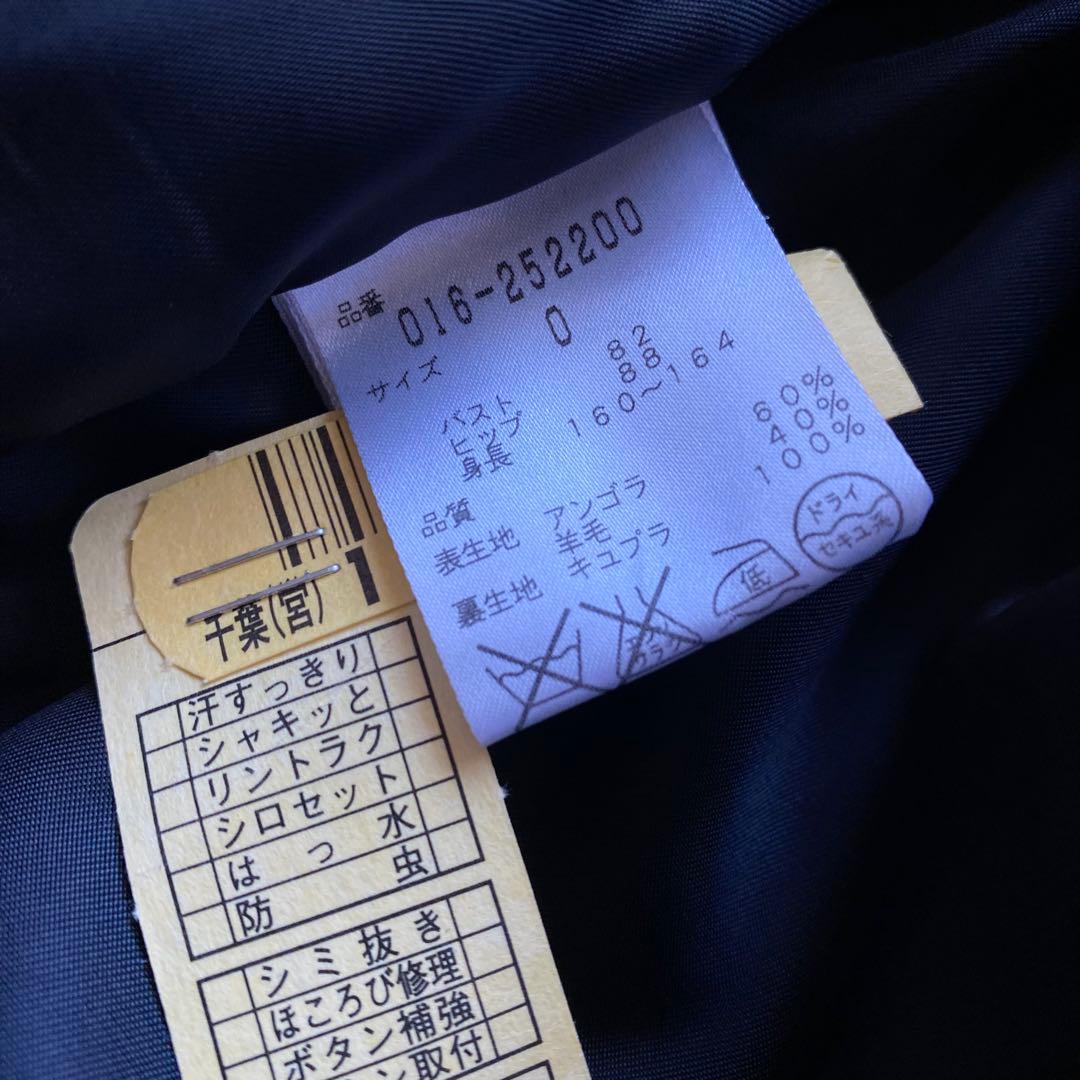 品番 016-252200
サイズ 0
バスト 82
ヒップ 88
身長 160～164
品質
表生地 アンゴラ 60%
羊毛 40%
裏生地 キュプラ 100%
低
ドライ
セキユ系
千葉(宮) 1
汗すっきり
シャキッと
リントラク
シロセット
はっ水
防虫
シミ抜き
ほころび修理
ボタン補強
ン取付